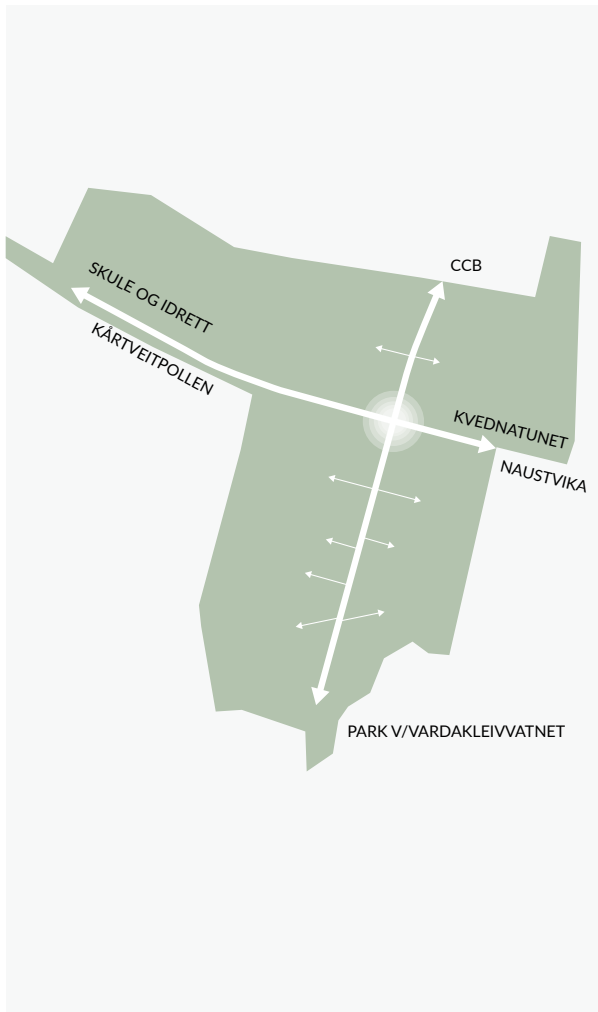 CCB
SKULE OG IDRETT
KÅRTVEITPOLLEN
KVEDNATUNET
NAUSTVIKA
PARK V/VARDAKLEIVVATNET